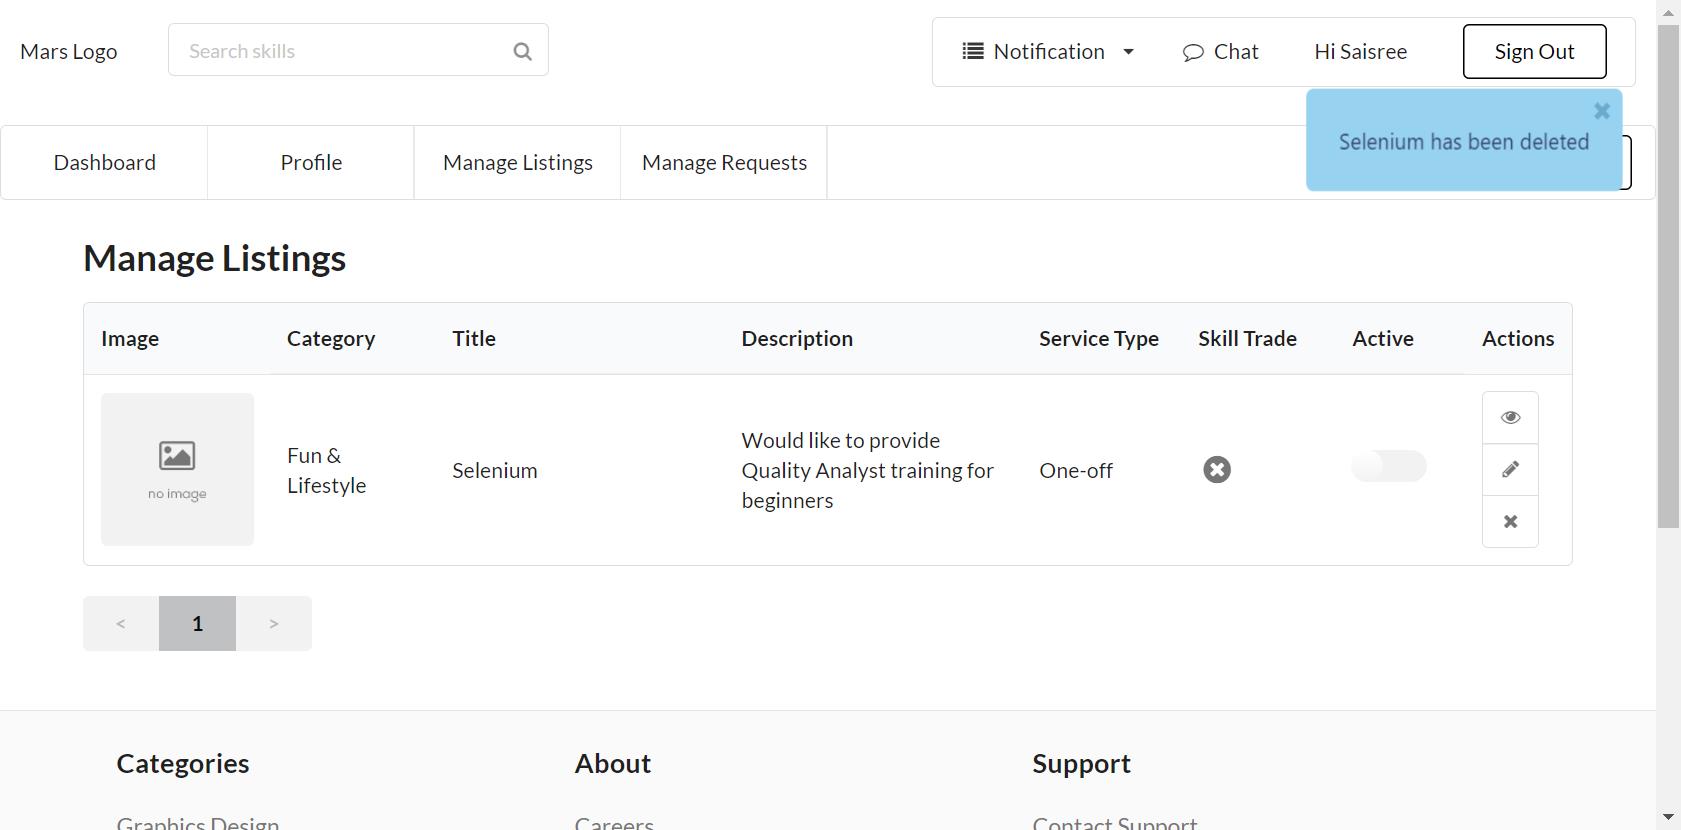 Mars Logo
Search skills
Notification
Chat
Hi Saisree
Sign Out
Selenium has been deleted
Dashboard
Profile
Manage Listings
Manage Requests
Manage Listings
Image
Category
Title
Description
Service Type
Skill Trade
Active
Actions
no image
Fun &
Lifestyle
Selenium
Would like to provide
Quality Analyst training for
beginners
One-off
<
1
>
Categories
About
Support
Graphics Design
Careers
Contact Support